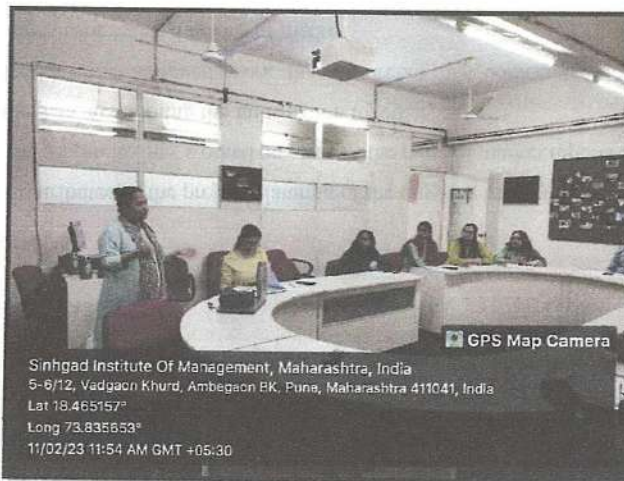 GPS Map Camera
Sinhgad Institute Of Management, Maharashtra, India
5-6/12, Vadgaon Khurd, Ambegaon BK, Pune, Maharashtra 411041, India
Lat 18.465157°
Long 73.835653°
11/02/23 11:54 AM GMT +05:30